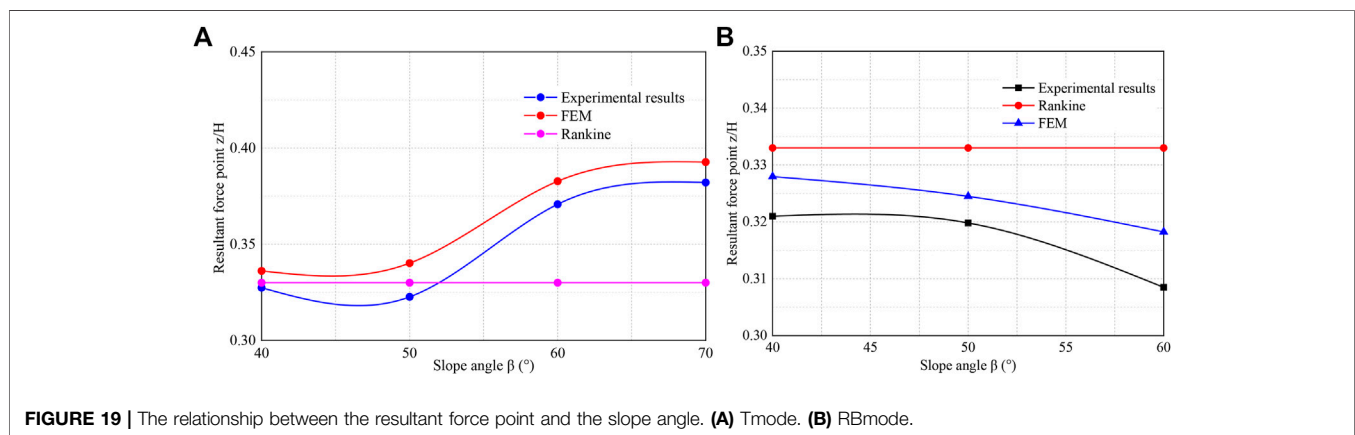 A
0.45
0.40
0.35
0.30
Resultant force point z/H
Experimental results
FEM
Rankine
40
50
60
70
Slope angle β (°)
B
0.35
0.34
0.33
0.32
0.31
0.30
Resultant force point z/H
Experimental results
Rankine
FEM
40
45
50
55
60
Slope angle β (°)
FIGURE 19 | The relationship between the resultant force point and the slope angle. (A) Tmode. (B) RBmode.